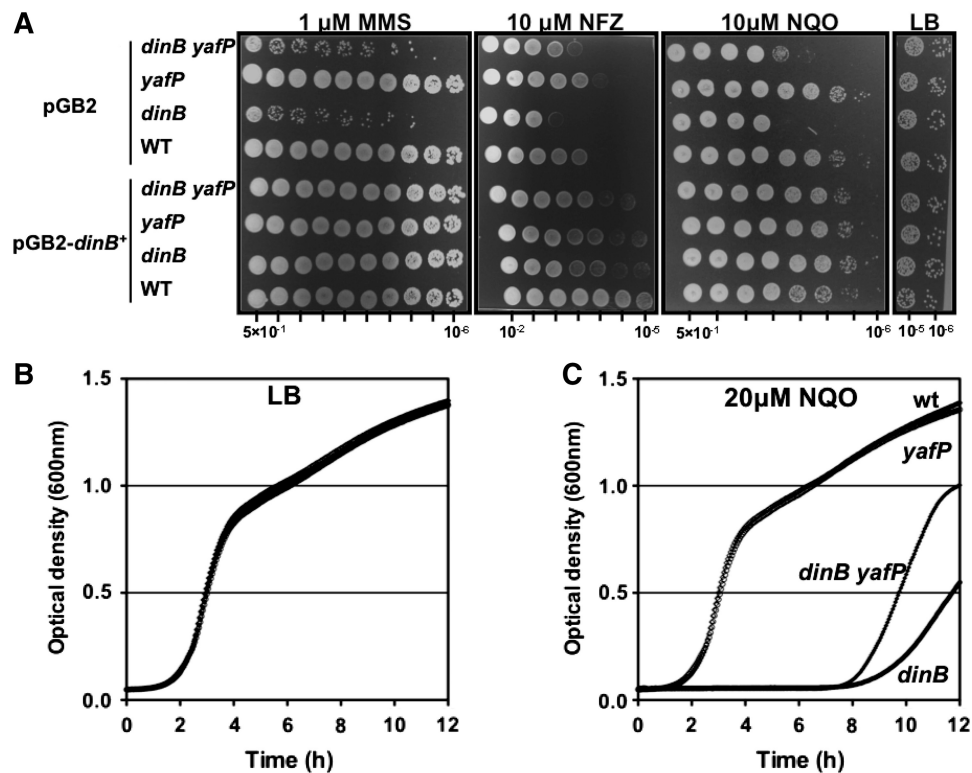 A
1 µM MMS 10 µM NFZ 10µM NQO LB
pGB2
dinB yafP
yafP
dinB
WT
pGB2-dinB+
dinB yafP
yafP
dinB
WT
5×10-1 10-6 10-2 10-5 5×10-1 10-6 10-5 10-6
B
LB
Optical density (600nm)
1.5
1.0
0.5
0.0
0 2 4 6 8 10 12
Time (h)
C
20µM NQO
Optical density (600nm)
1.5
1.0
0.5
0.0
wt
yafP
dinB yafP
dinB
0 2 4 6 8 10 12
Time (h)